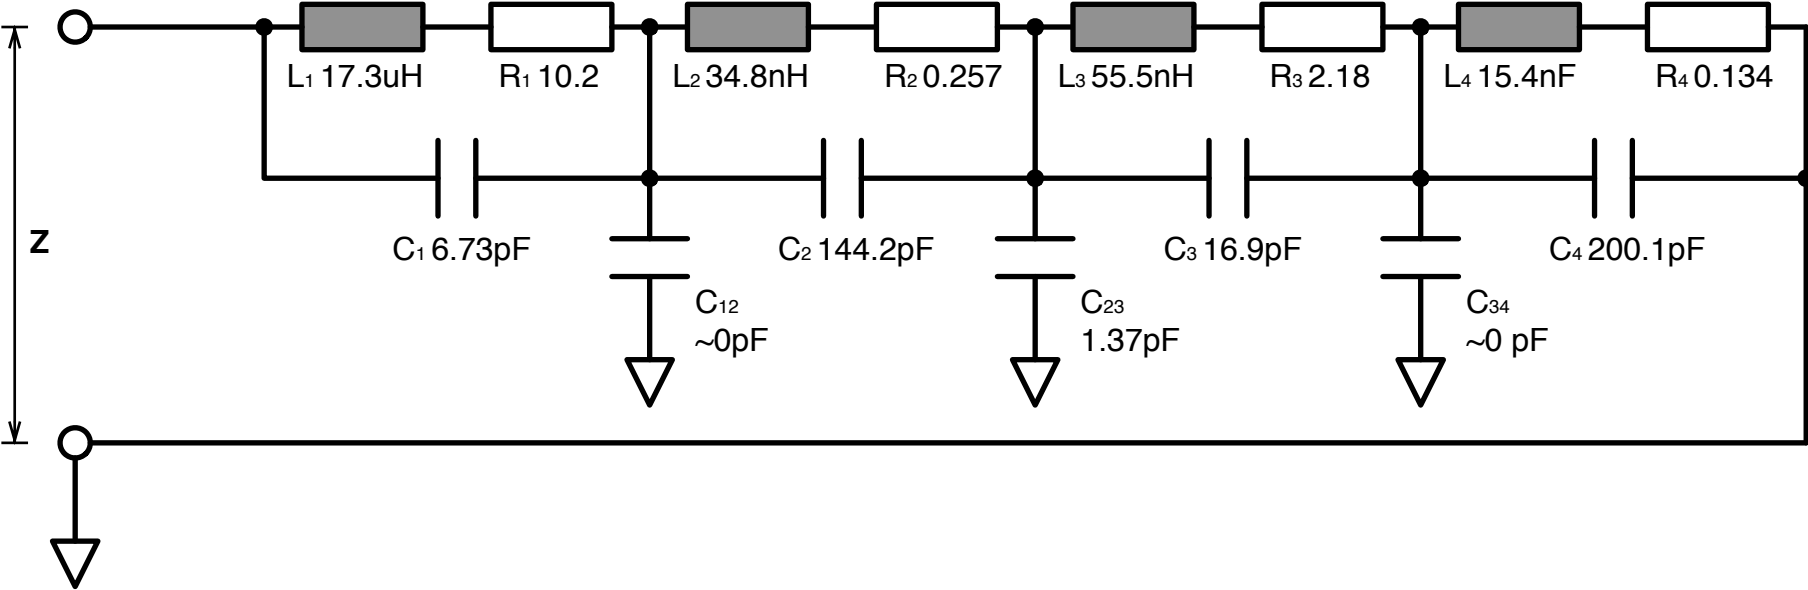 L1 17.3uH R1 10.2 L2 34.8nH R2 0.257 L3 55.5nH R3 2.18 L4 15.4nF R4 0.134
Z
C1 6.73pF C2 144.2pF C3 16.9pF C4 200.1pF
C12 C23 C34
~0pF 1.37pF ~0 pF